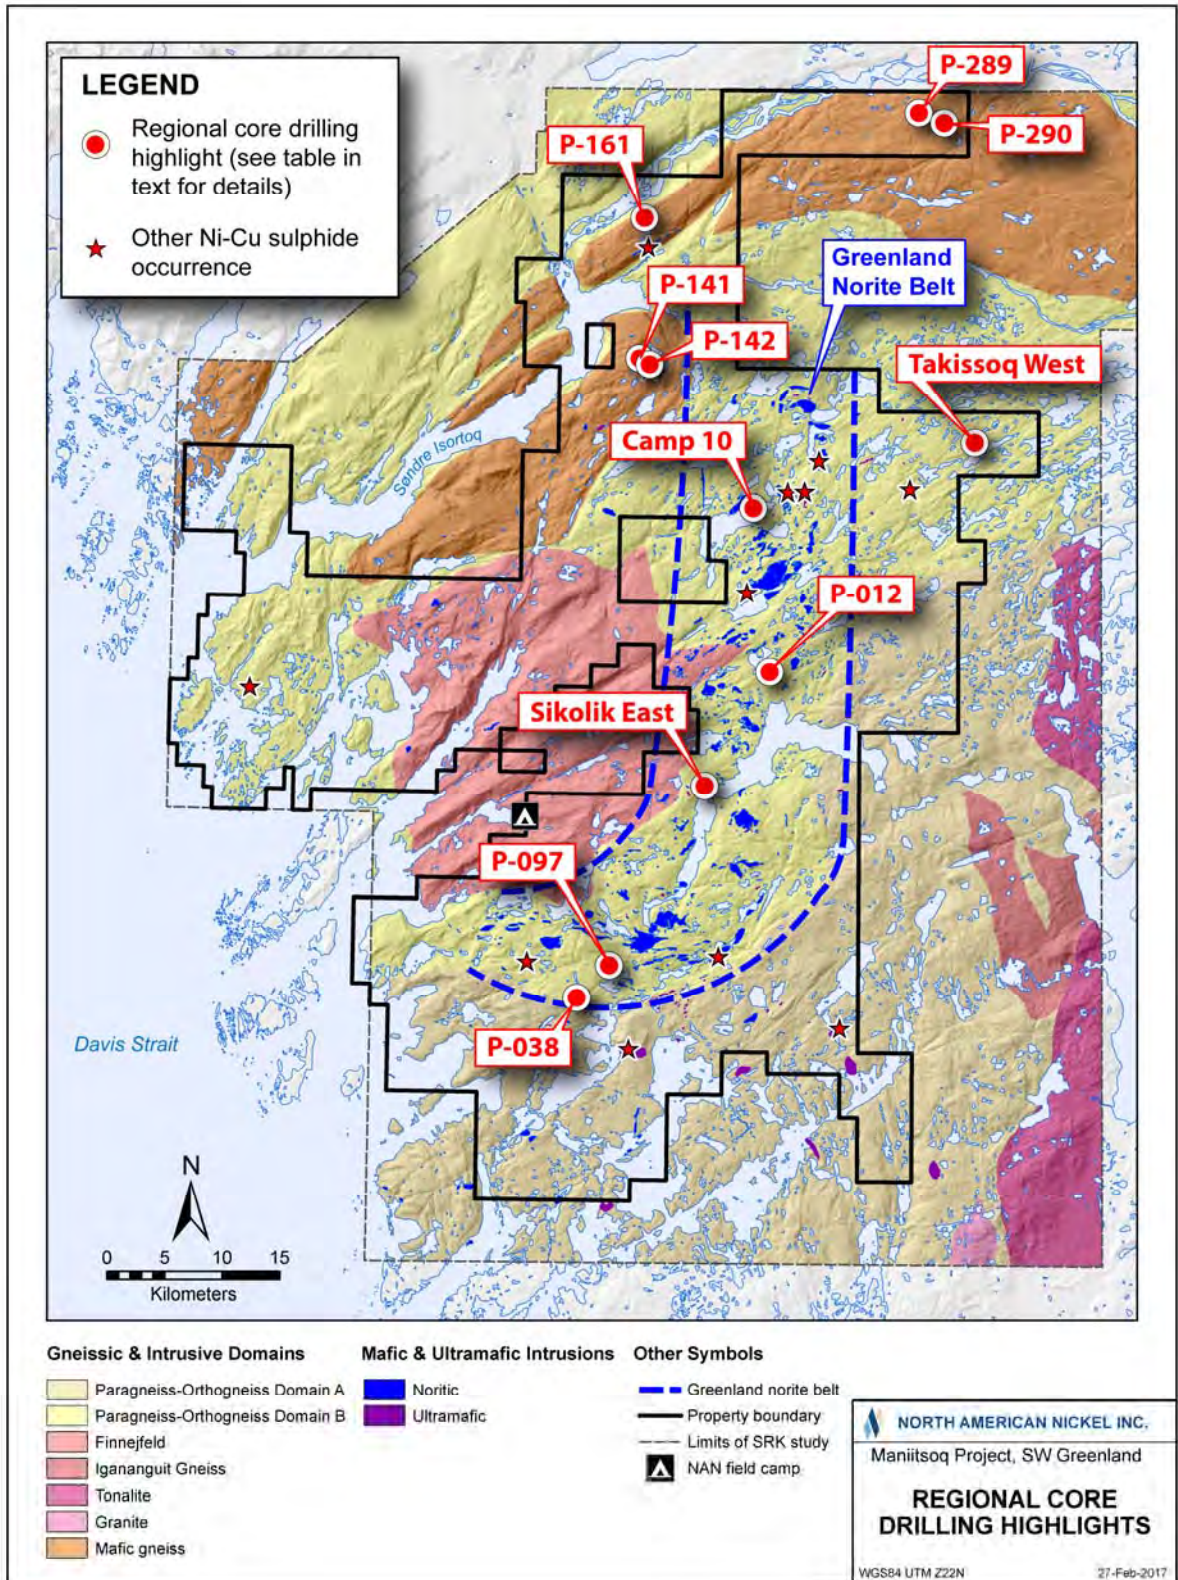 LEGEND
Regional core drilling
highlight (see table in
text for details)
Other Ni-Cu sulphide
occurrence
P-289
P-290
P-161
Greenland
Norite Belt
P-141
P-142
Takissoq West
Camp 10
Søndre Isortoq
P-012
Sikolik East
P-097
P-038
Davis Strait
N
0 5 10 15
Kilometers
Gneissic & Intrusive Domains
Paragneiss-Orthogneiss Domain A
Paragneiss-Orthogneiss Domain B
Finnejfeld
Igananguit Gneiss
Tonalite
Granite
Mafic gneiss
Mafic & Ultramafic Intrusions
Noritic
Ultramafic
Other Symbols
Greenland norite belt
Property boundary
Limits of SRK study
NAN field camp
NORTH AMERICAN NICKEL INC.
Maniitsoq Project, SW Greenland
REGIONAL CORE
DRILLING HIGHLIGHTS
WGS84 UTM Z22N
27-Feb-2017